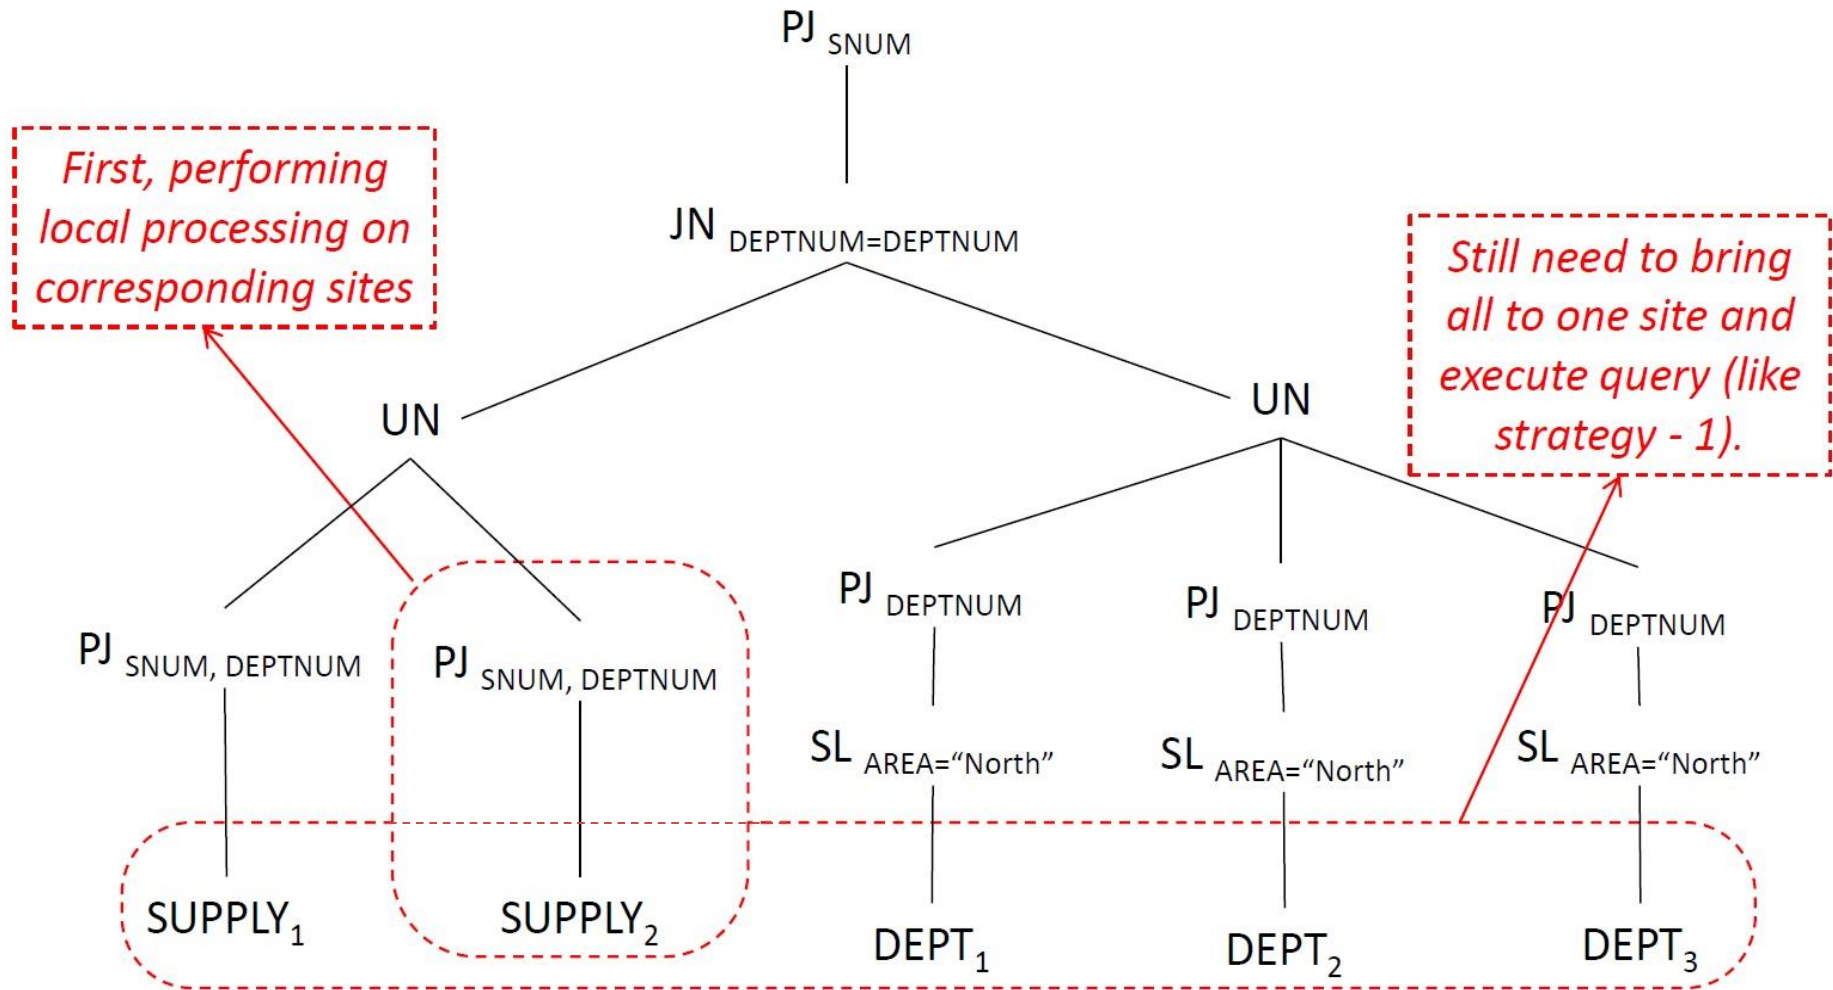 PJ SNUM
First, performing
local processing on
corresponding sites
JN DEPTNUM=DEPTNUM
Still need to bring
all to one site and
execute query (like
strategy - 1).
UN
UN
PJ SNUM, DEPTNUM
PJ SNUM, DEPTNUM
PJ DEPTNUM
PJ DEPTNUM
PJ DEPTNUM
SL AREA=“North”
SL AREA=“North”
SL AREA=“North”
SUPPLY1
SUPPLY2
DEPT1
DEPT2
DEPT3